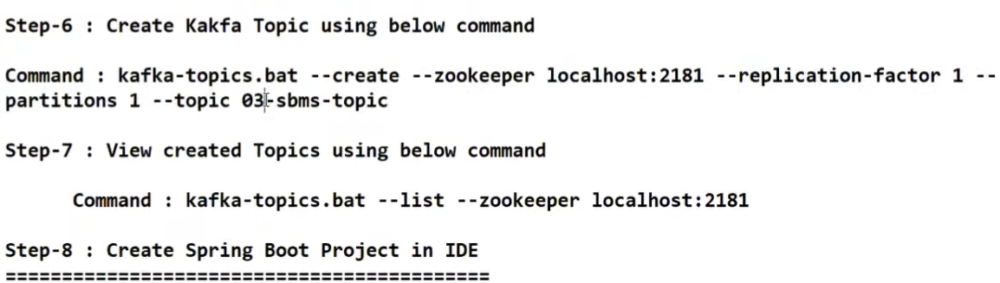 Step-6 : Create Kakfa Topic using below command
Command : kafka-topics.bat --create --zookeeper localhost:2181 --replication-factor 1 --
partitions 1 --topic 03-sbms-topic
Step-7 : View created Topics using below command
Command : kafka-topics.bat --list --zookeeper localhost:2181
Step-8 : Create Spring Boot Project in IDE
===========================================